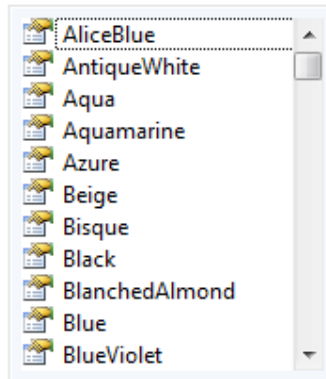 AliceBlue
AntiqueWhite
Aqua
Aquamarine
Azure
Beige
Bisque
Black
BlanchedAlmond
Blue
BlueViolet